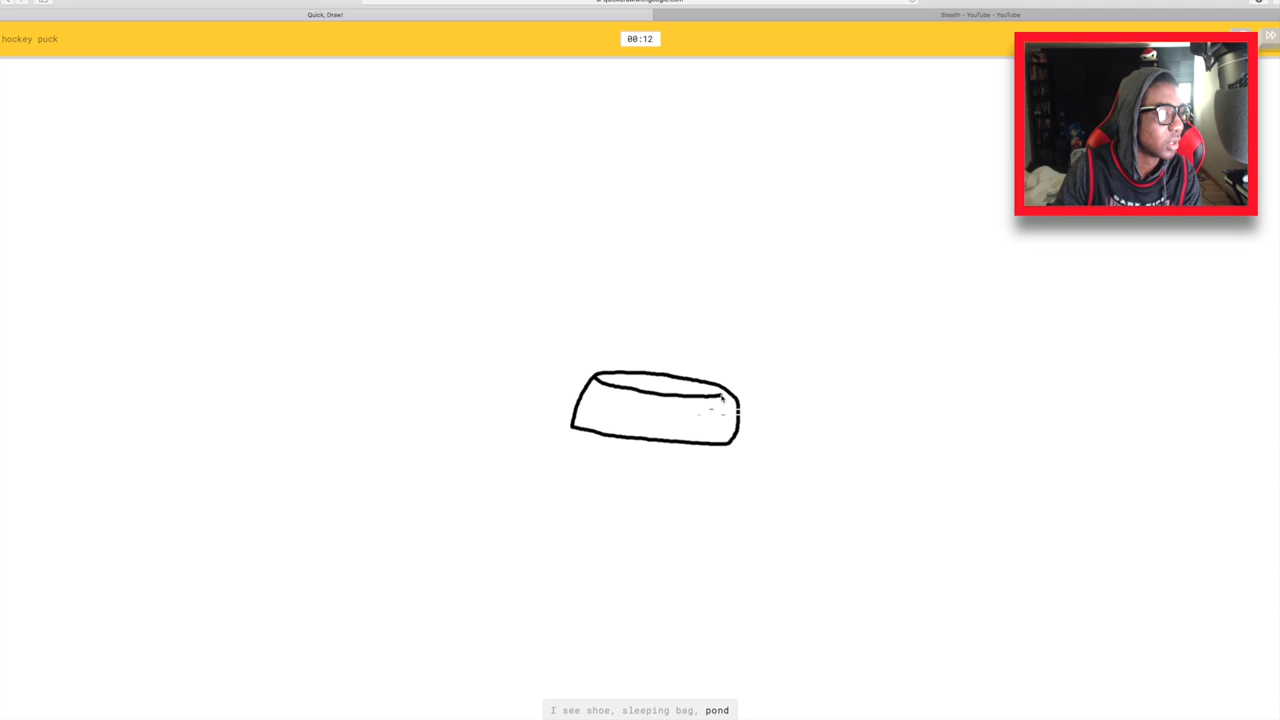 Quick, Draw!
Stealth - YouTube - YouTube
hockey puck
00:12
I see shoe, sleeping bag, pond